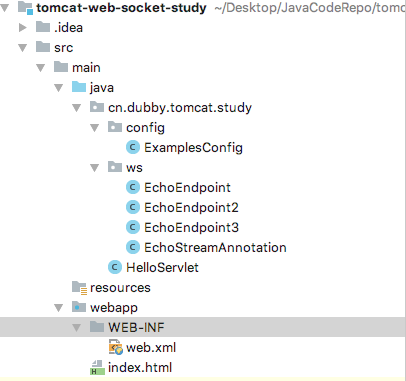 tomcat-web-socket-study ~/Desktop/JavaCodeRepo/tomc
.idea
src
main
java
cn.dubby.tomcat.study
config
ExamplesConfig
ws
EchoEndpoint
EchoEndpoint2
EchoEndpoint3
EchoStreamAnnotation
HelloServlet
resources
webapp
WEB-INF
web.xml
index.html